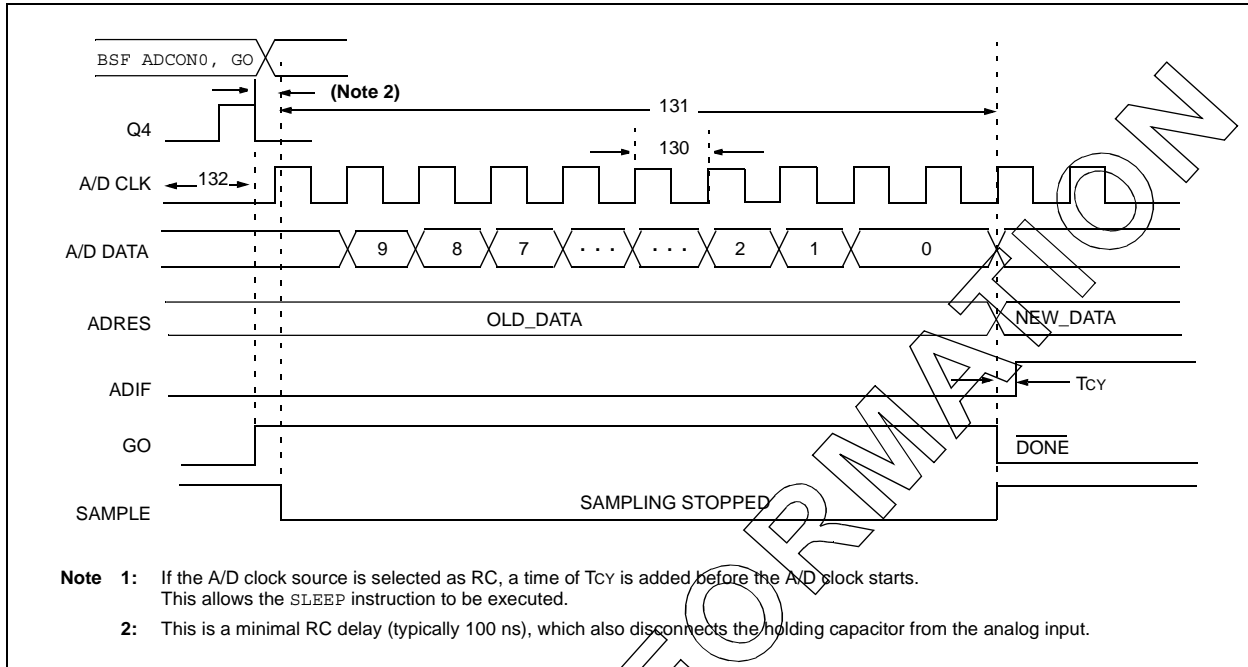 BSF ADCON0, GO
(Note 2)
131
Q4
130
A/D CLK
132
A/D DATA
9 8 7 · · · · · · 2 1 0
ADRES
OLD_DATA
NEW_DATA
ADIF
TCY
GO
DONE
SAMPLE
SAMPLING STOPPED
Note 1: If the A/D clock source is selected as RC, a time of TCY is added before the A/D clock starts.
This allows the SLEEP instruction to be executed.
2: This is a minimal RC delay (typically 100 ns), which also disconnects the holding capacitor from the analog input.
FORMATION